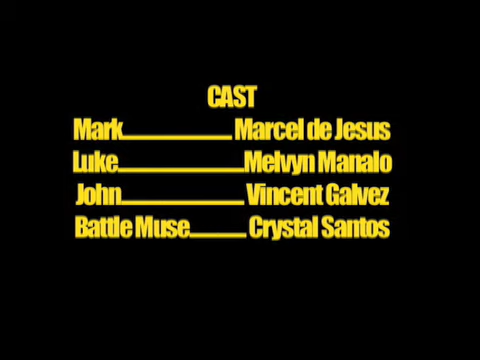 CAST
Mark.............................. Marcel de Jesus
Luke..................................Melvyn Manalo
John................................. Vincent Galvez
Battle Muse............... Crystal Santos